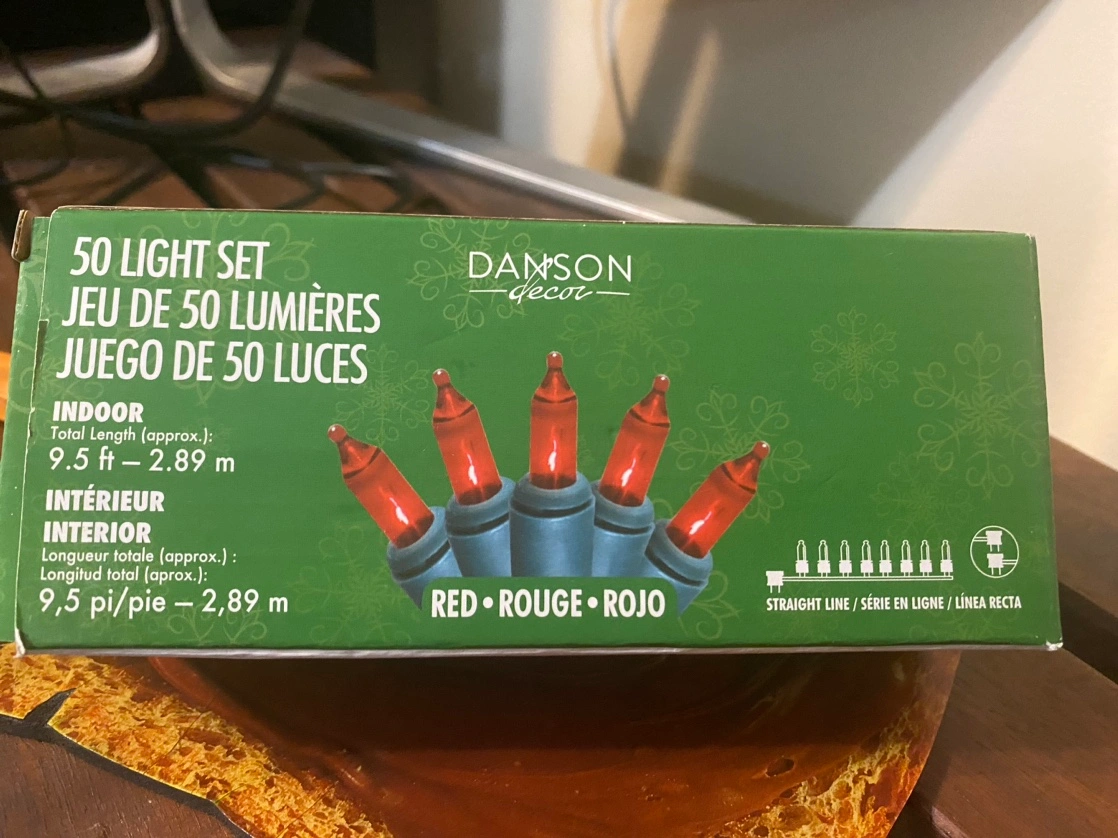 50 LIGHT SET
JEU DE 50 LUMIÈRES
JUEGO DE 50 LUCES
INDOOR
Total Length (approx.):
9.5 ft – 2.89 m
INTÉRIEUR
INTERIOR
Longueur totale (approx.) :
Longitud total (aprox.):
9,5 pi/pie – 2,89 m
DANSON
decor
RED • ROUGE • ROJO
STRAIGHT LINE / SÉRIE EN LIGNE / LÍNEA RECTA